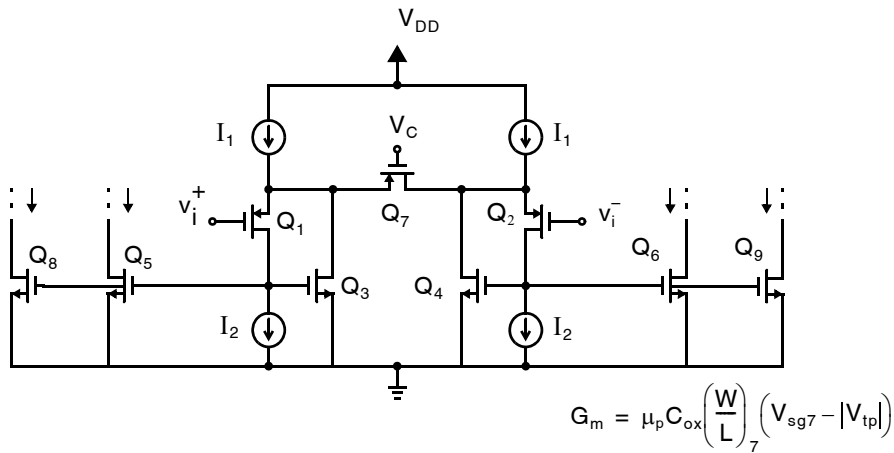 V_DD
I_1
V_C
I_1
v_i^+
Q_1
Q_7
Q_2
v_i^-
Q_8
Q_5
Q_3
Q_4
Q_6
Q_9
I_2
I_2
G_m = μ_p C_ox (W/L)_7 (V_sg7 − |V_tp|)